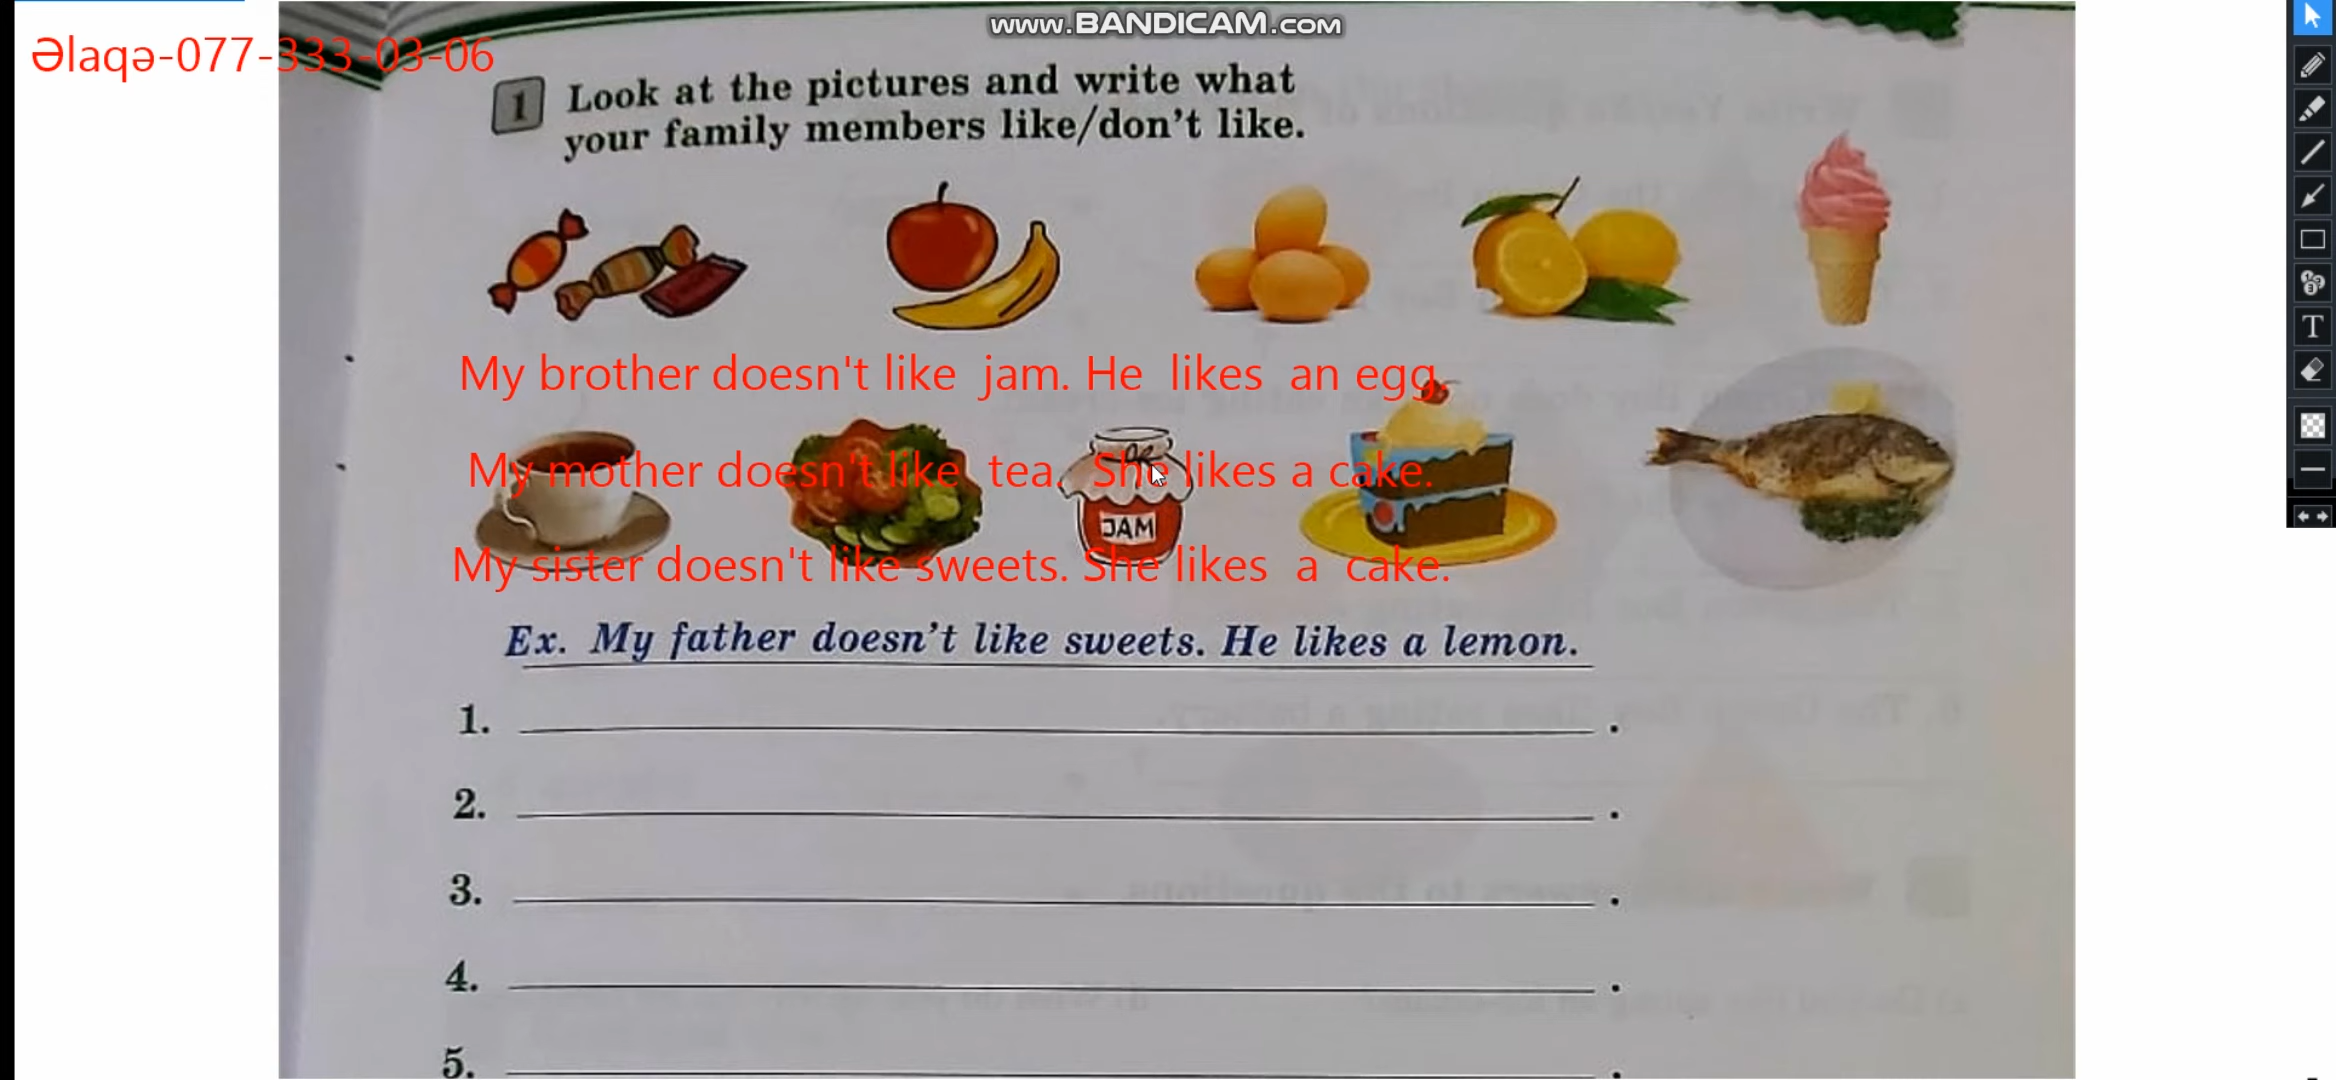 www.BANDICAM.com
Əlaqə-077-333-03-06
1 Look at the pictures and write what
your family members like/don't like.
My brother doesn't like jam. He likes an egg.
My mother doesn't like tea. She likes a cake.
JAM
My sister doesn't like sweets. She likes a cake.
Ex. My father doesn't like sweets. He likes a lemon.
1. .
2. .
3. .
4. .
5. .